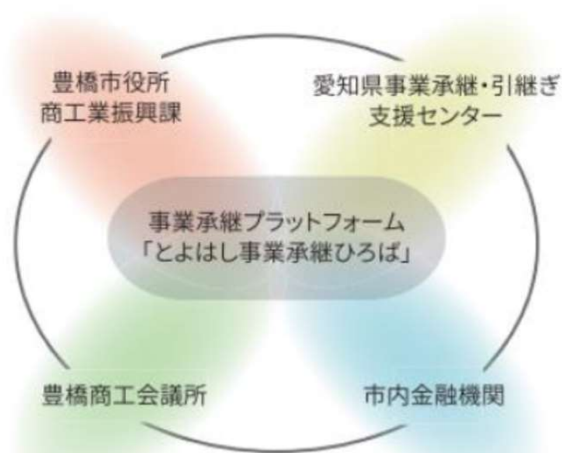 豊橋市役所
商工業振興課
愛知県事業承継・引継ぎ
支援センター
事業承継プラットフォーム
「とよはし事業承継ひろば」
豊橋商工会議所
市内金融機関